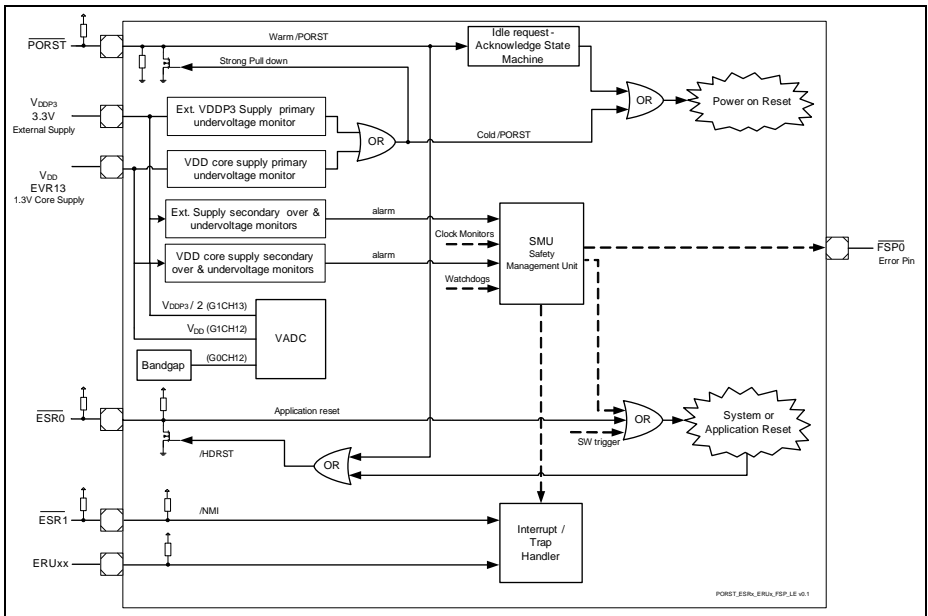 PORST
Warm /PORST
Strong Pull down
Idle request -
Acknowledge State
Machine
OR
Power on Reset
VDDP3
3.3V
External Supply
Ext. VDDP3 Supply primary
undervoltage monitor
OR
Cold /PORST
VDD
EVR13
1.3V Core Supply
VDD core supply primary
undervoltage monitor
Ext. Supply secondary over &
undervoltage monitors
alarm
Clock Monitors
VDD core supply secondary
over & undervoltage monitors
alarm
Watchdogs
SMU
Safety
Management Unit
FSP0
Error Pin
VDDP3 / 2 (G1CH13)
VDD (G1CH12)
Bandgap
(G0CH12)
VADC
ESR0
Application reset
/HDRST
OR
SW trigger
OR
System or
Application Reset
ESR1
/NMI
ERUxx
Interrupt /
Trap
Handler
PORST_ESRx_ERUx_FSP_LE v0.1